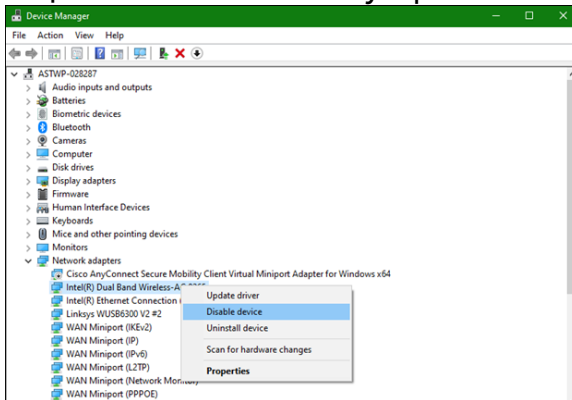 Device Manager
File Action View Help
ASTWP-028287
Audio inputs and outputs
Batteries
Biometric devices
Bluetooth
Cameras
Computer
Disk drives
Display adapters
Firmware
Human Interface Devices
Keyboards
Mice and other pointing devices
Monitors
Network adapters
Cisco AnyConnect Secure Mobility Client Virtual Miniport Adapter for Windows x64
Intel(R) Dual Band
Intel(R) Ethernet Connection
Linksys WUSB6300 V2 #2
WAN Miniport (IKEv2)
WAN Miniport (IP)
WAN Miniport (IPv6)
WAN Miniport (L2TP)
WAN Miniport (Network Monitor)
WAN Miniport (PPPOE)
Update driver
Disable device
Uninstall device
Scan for hardware changes
Properties